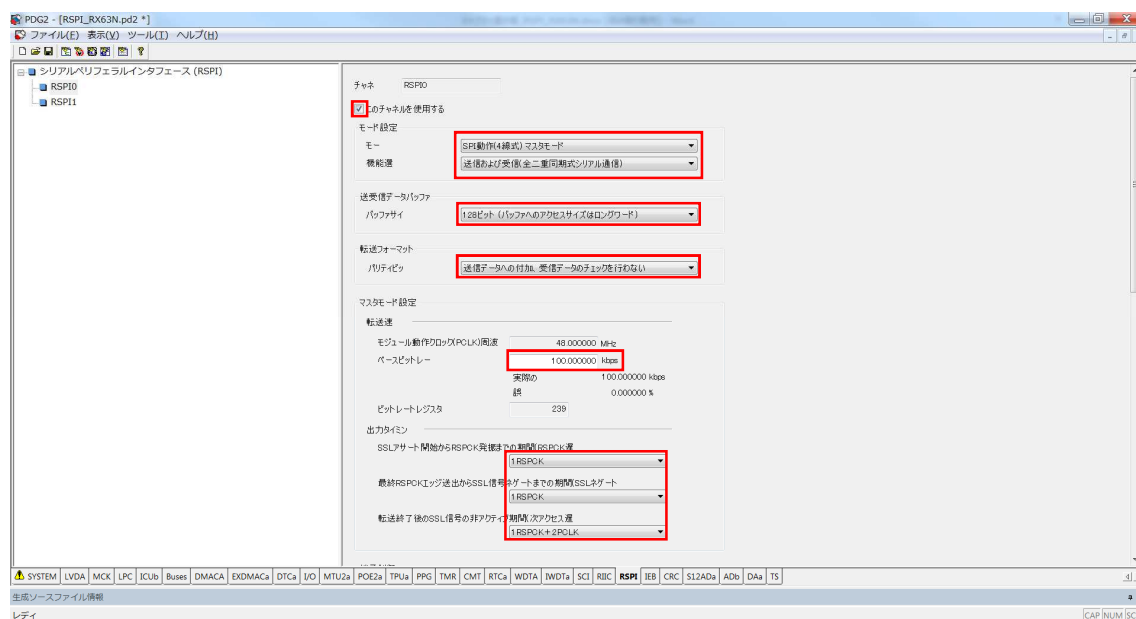 PDG2 - [RSPI_RX63N.pd2 *]
ファイル(F) 表示(V) ツール(T) ヘルプ(H)
シリアルペリフェラルインタフェース (RSPI)
RSPI0
RSPI1
チャネ RSPI0
このチャネルを使用する
モード設定
モー SPI動作(4線式) マスタモード
機能選 送信および受信(全二重同期式シリアル通信)
送受信データバッファ
バッファサイ 128ビット (バッファへのアクセスサイズはロングワード)
転送フォーマット
パリティビッ 送信データへの付加、受信データのチェックを行わない
マスタモード設定
転送速
モジュール動作クロック(PCLK)周波 48.000000 MHz
ベースビットレー 100.000000 kbps
実際の 100.000000 kbps
誤 0.000000 %
ビットレートレジスタ 239
出力タイミン
SSLアサート開始からRSPCK発振までの期間(RSPCK遅
1RSPCK
最終RSPCKエッジ送出からSSL信号ネゲートまでの期間(SSLネゲート
1RSPCK
転送終了後のSSL信号の非アクティブ期間(次アクセス遅
1RSPCK+2PCLK
SYSTEM LVDA MCK LPC ICUb Buses DMACA EXDMACa DTCa I/O MTU2a POE2a TPUa PPG TMR CMT RTCa WDTA IWDTa SCI RIIC RSPI IEB CRC S12ADa ADb DAa TS
生成ソースファイル情報
レディ CAP NUM SC